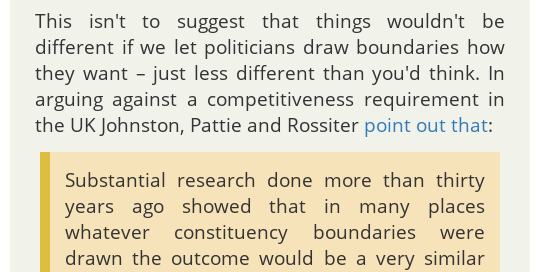 This isn't to suggest that things wouldn't be
different if we let politicians draw boundaries how
they want – just less different than you'd think. In
arguing against a competitiveness requirement in
the UK Johnston, Pattie and Rossiter point out that:
Substantial research done more than thirty
years ago showed that in many places
whatever constituency boundaries were
drawn the outcome would be a very similar